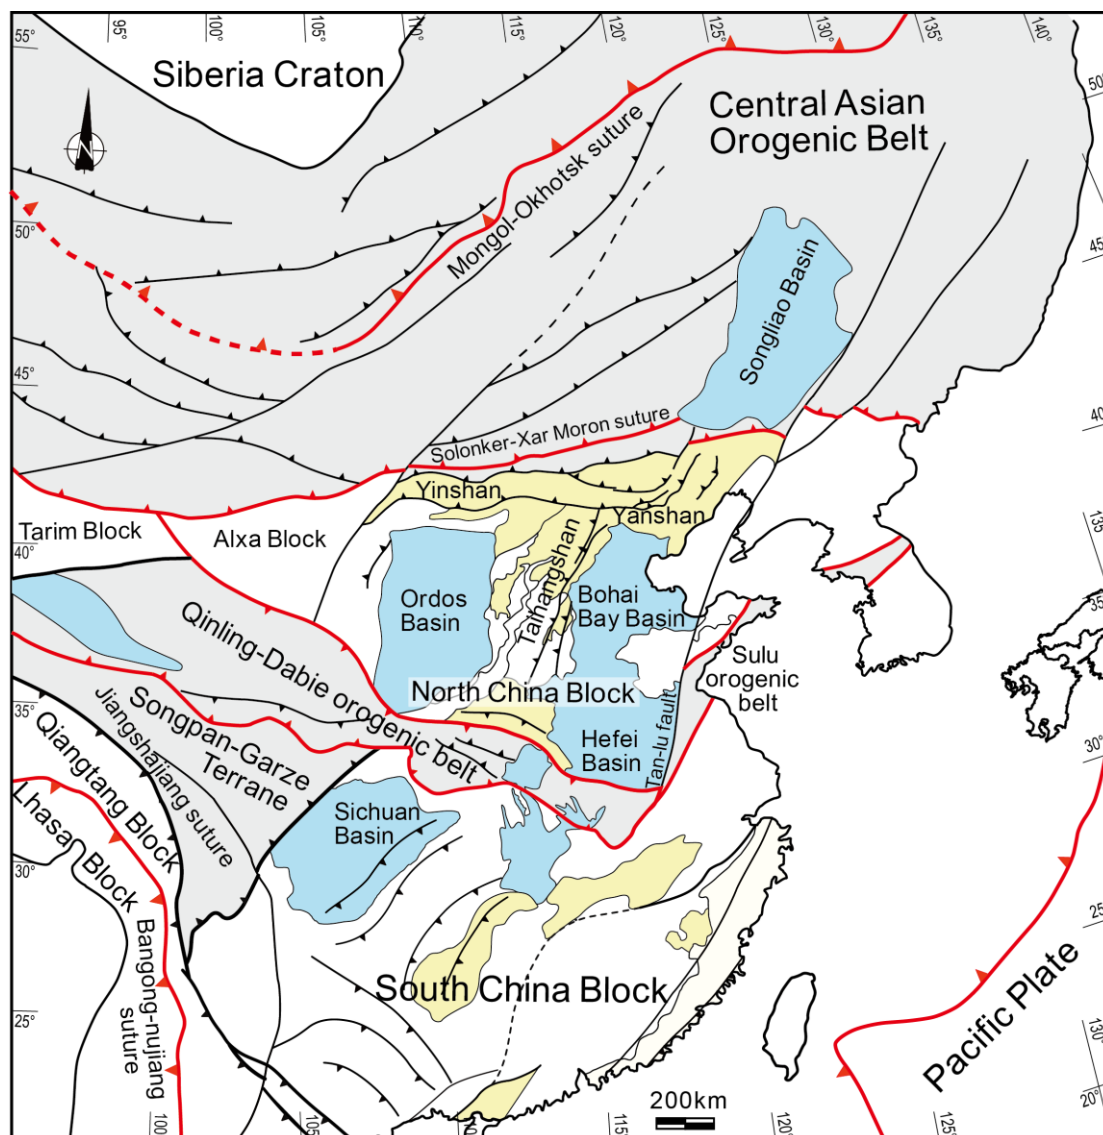 95°
100°
105°
110°
115°
120°
125°
130°
135°
140°
55°
Siberia Craton
Central Asian
Orogenic Belt
50°
N
Mongol-Okhotsk suture
50°
45°
Songliao Basin
45°
40°
Solonker-Xar Moron suture
Yinshan
Yanshan
Tarim Block
Alxa Block
40°
35°
Taihangshan
Ordos
Basin
Bohai
Bay Basin
35°
Qinling-Dabie orogenic belt
Sulu
orogenic
belt
North China Block
35°
Songpan-Garze
Terrane
Jiangshajiang suture
Qiangtang Block
Hefei
Basin
Tan-lu fault
30°
Lhasa Block
Sichuan
Basin
30°
25°
Bangong-nujiang
suture
South China Block
Pacific Plate
25°
130°
20°
200km
100
105
110
115°
120°
125°